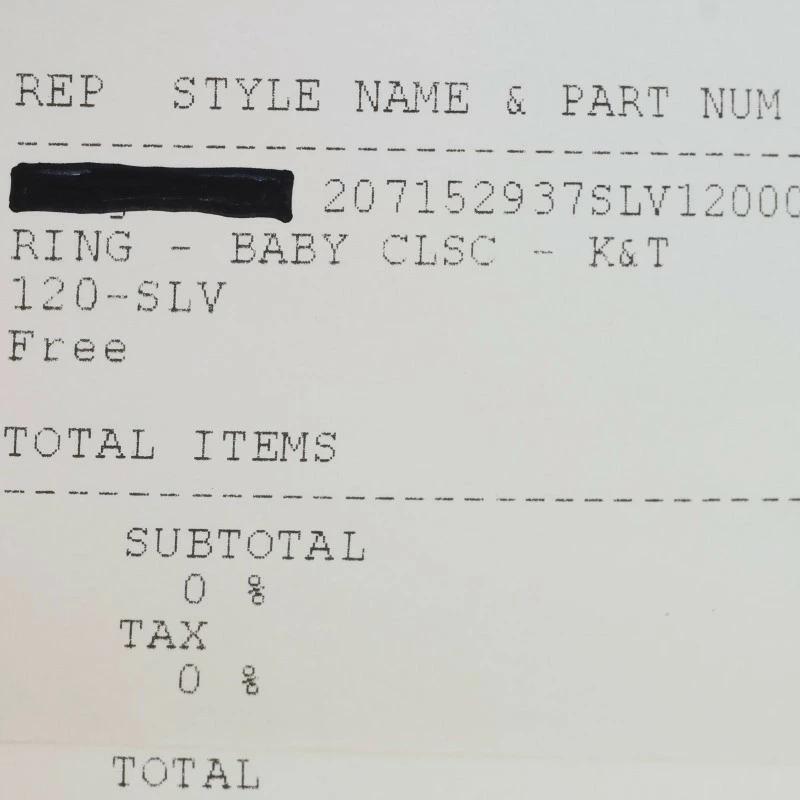 REP STYLE NAME & PART NUM
207152937SLV12000
RING - BABY CLSC - K&T
120-SLV
Free
TOTAL ITEMS
SUBTOTAL
0 %
TAX
0 %
TOTAL